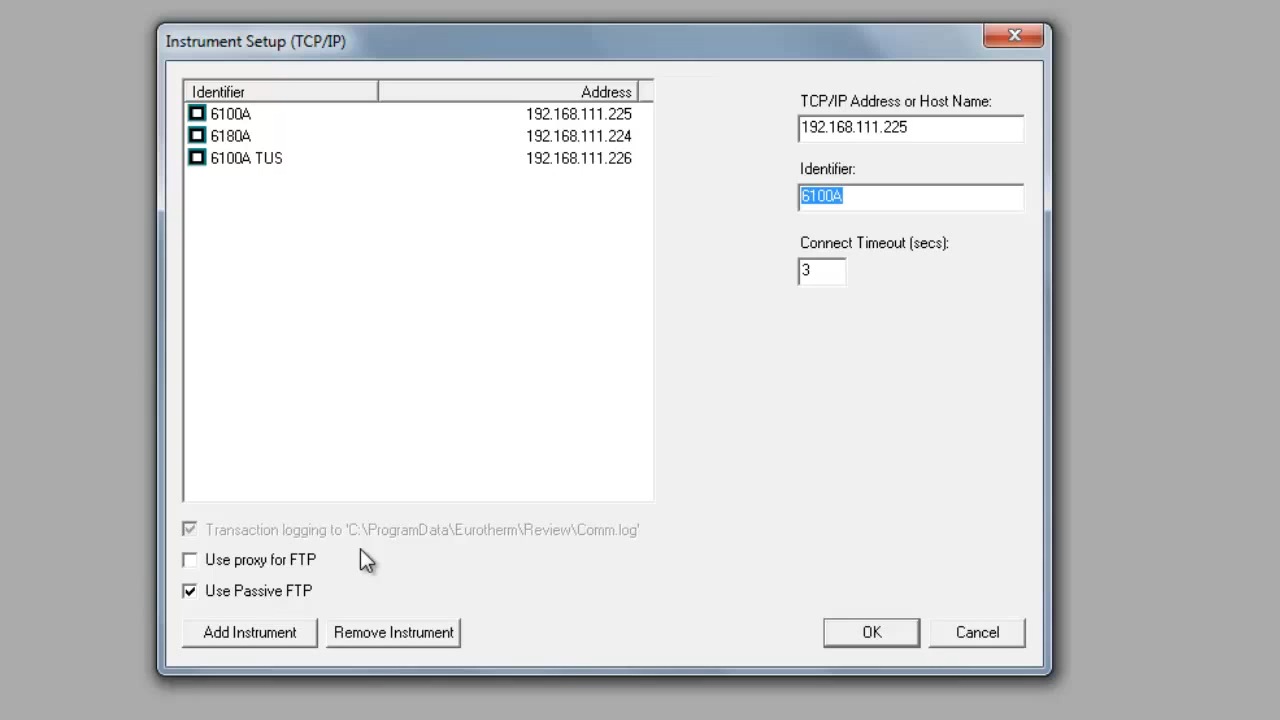 Instrument Setup (TCP/IP)
Identifier Address
6100A 192.168.111.225
6180A 192.168.111.224
6100A TUS 192.168.111.226
TCP/IP Address or Host Name:
192.168.111.225
Identifier:
6100A
Connect Timeout (secs):
3
Transaction logging to 'C:\ProgramData\Eurotherm\Review\Comm.log'
Use proxy for FTP
Use Passive FTP
Add Instrument Remove Instrument OK Cancel